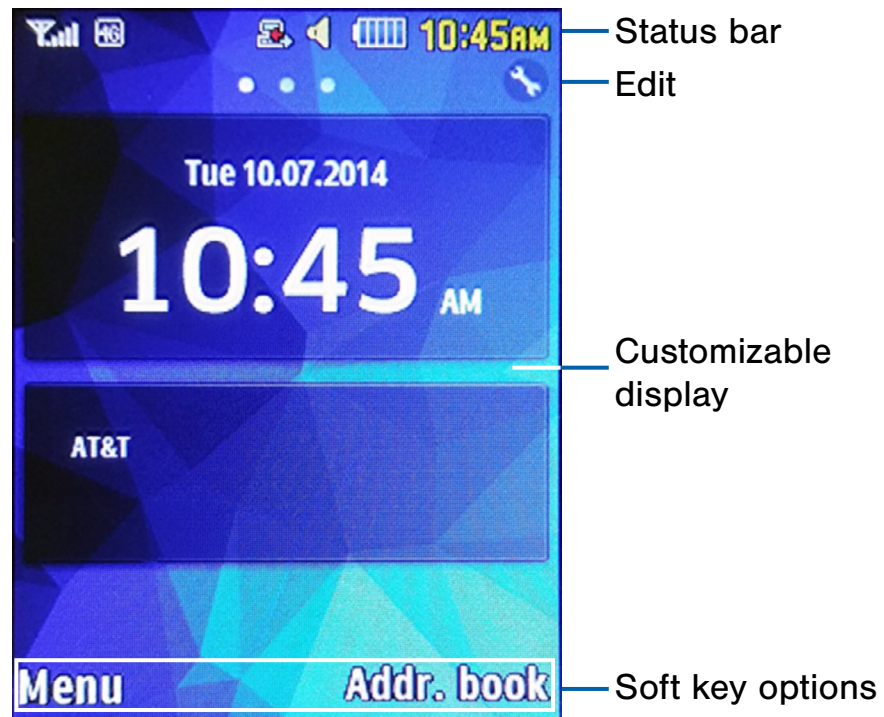 4G 10:45AM Status bar
Edit
Tue 10.07.2014
10:45 AM
Customizable
display
AT&T
Menu Addr. book Soft key options